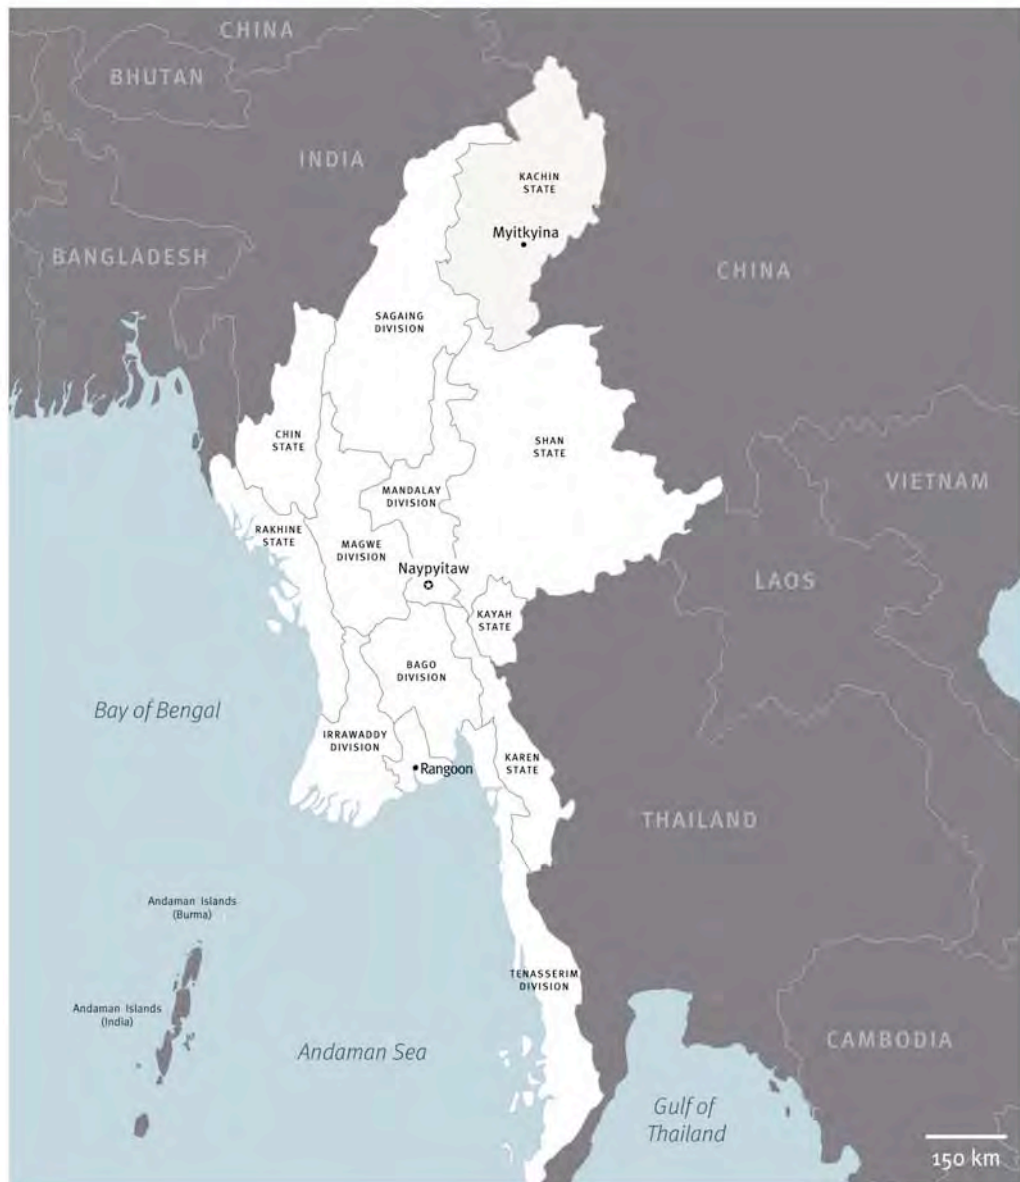 CHINA
BHUTAN
INDIA
KACHIN
STATE
Myitkyina
BANGLADESH
CHINA
SAGAING
DIVISION
CHIN
STATE
SHAN
STATE
VIETNAM
MANDALAY
DIVISION
RAKHINE
STATE
MAGWE
DIVISION
Naypyitaw
LAOS
KAYAH
STATE
BAGO
DIVISION
Bay of Bengal
IRRAWADDY
DIVISION
KAREN
STATE
Rangoon
THAILAND
Andaman Islands
(Burma)
TENASSERIM
DIVISION
Andaman Islands
(India)
CAMBODIA
Andaman Sea
Gulf of
Thailand
150 km